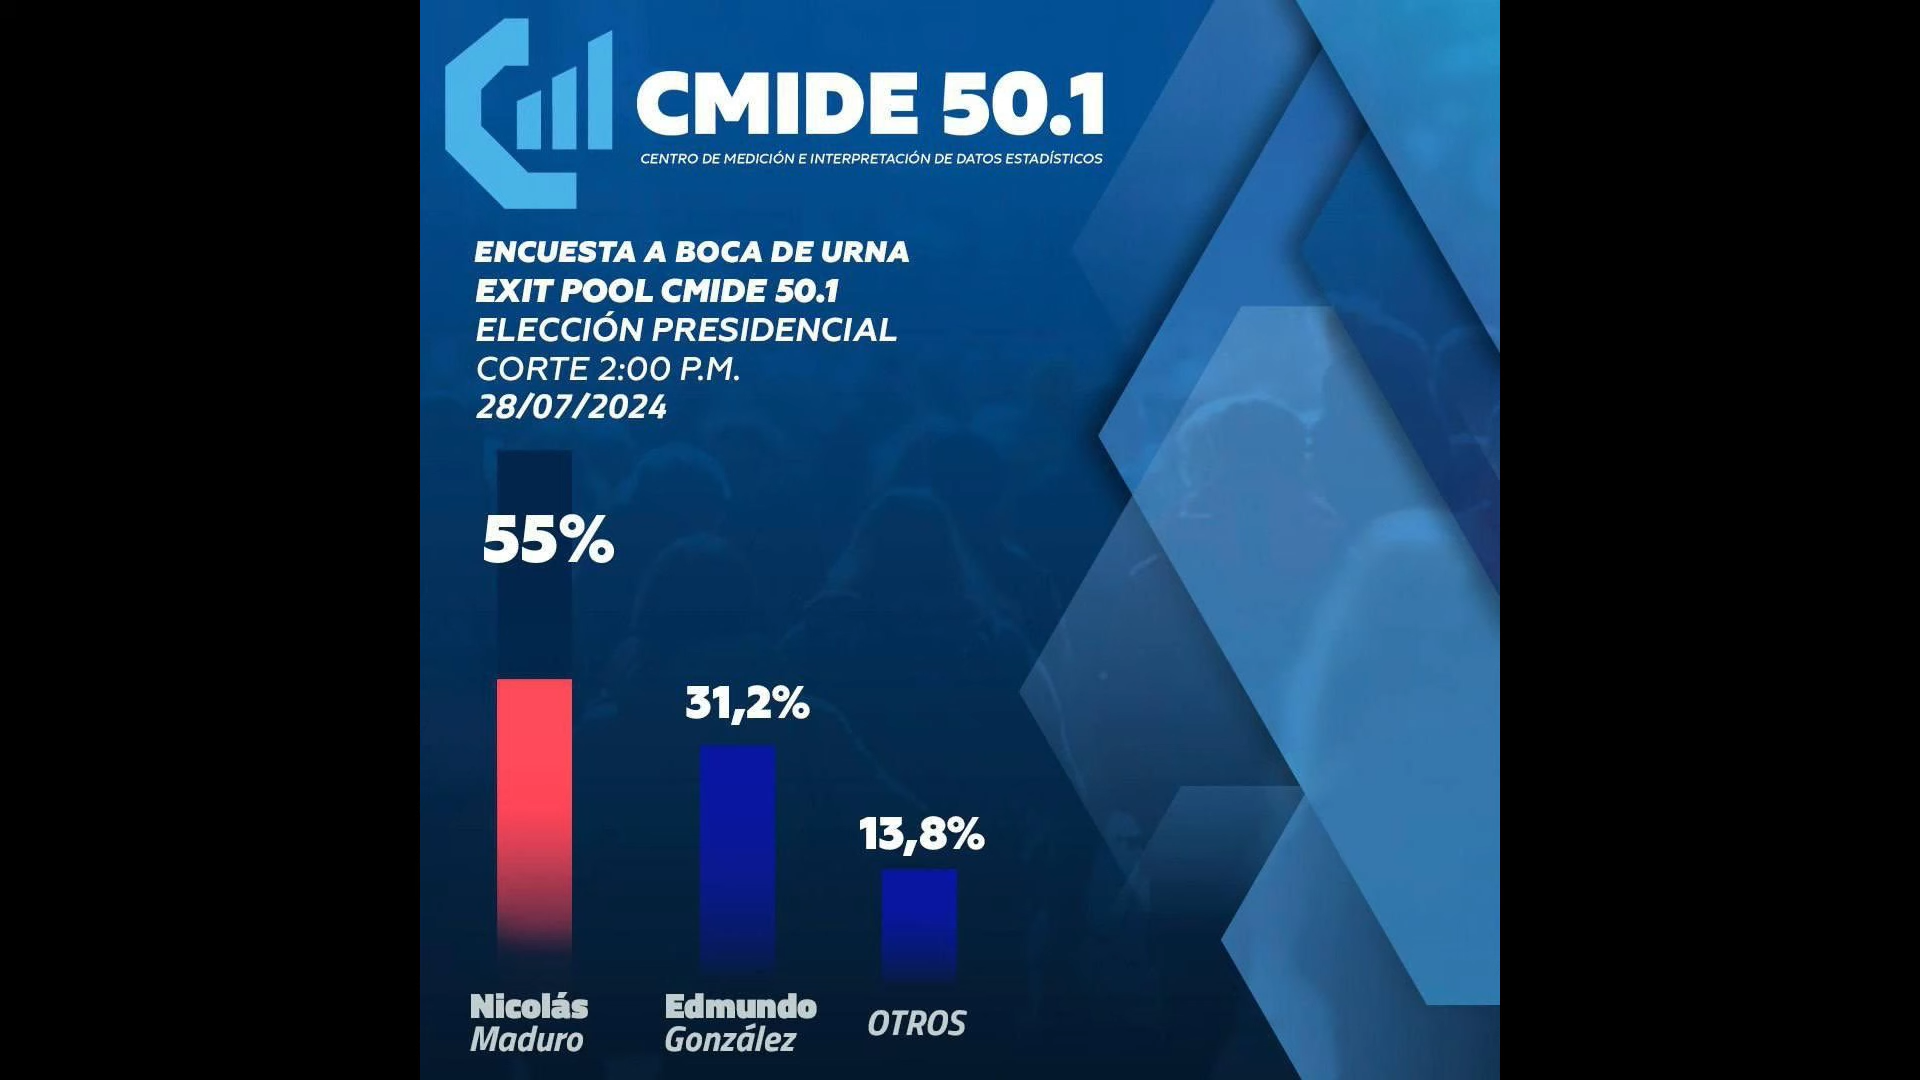 CMIDE 50.1
CENTRO DE MEDICIÓN E INTERPRETACIÓN DE DATOS ESTADÍSTICOS
ENCUESTA A BOCA DE URNA
EXIT POOL CMIDE 50.1
ELECCIÓN PRESIDENCIAL
CORTE 2:00 P.M.
28/07/2024
55%
31,2%
13,8%
Nicolás
Maduro
Edmundo
González
OTROS